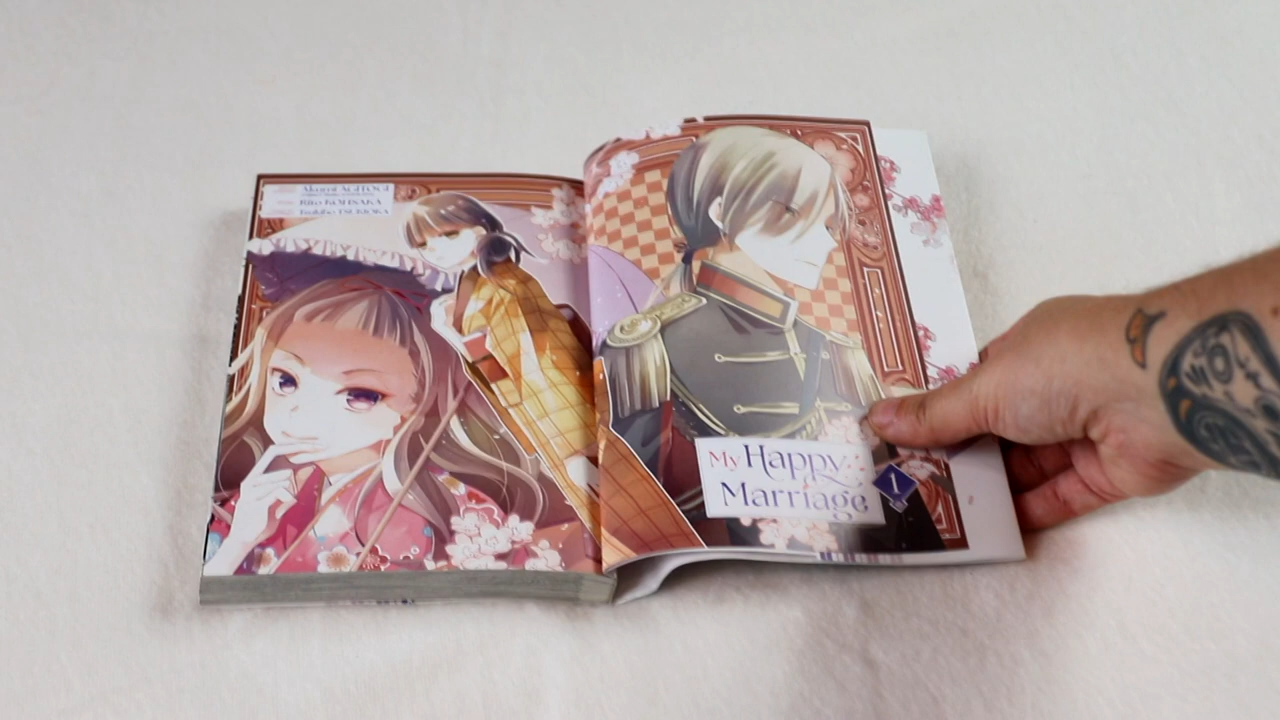 Akumi AGITOGI
Rito KOHSAKA
Tsukiho TSUKIOKA
My Happy
Marriage
1